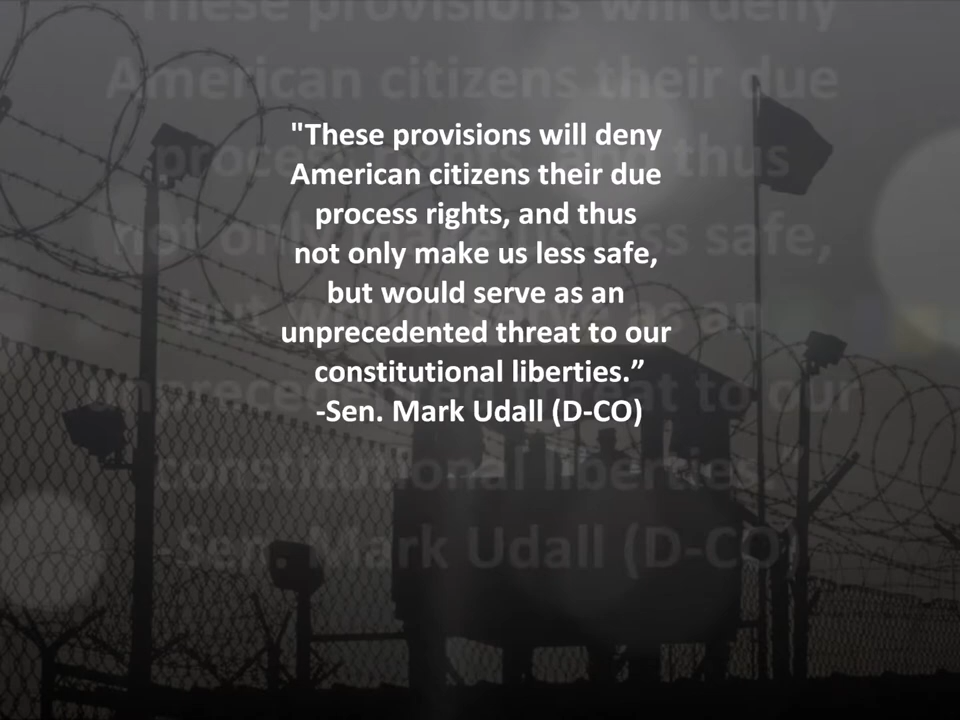 "These provisions will deny
American citizens their due
process rights, and thus
not only make us less safe,
but would serve as an
unprecedented threat to our
constitutional liberties.”
-Sen. Mark Udall (D-CO)